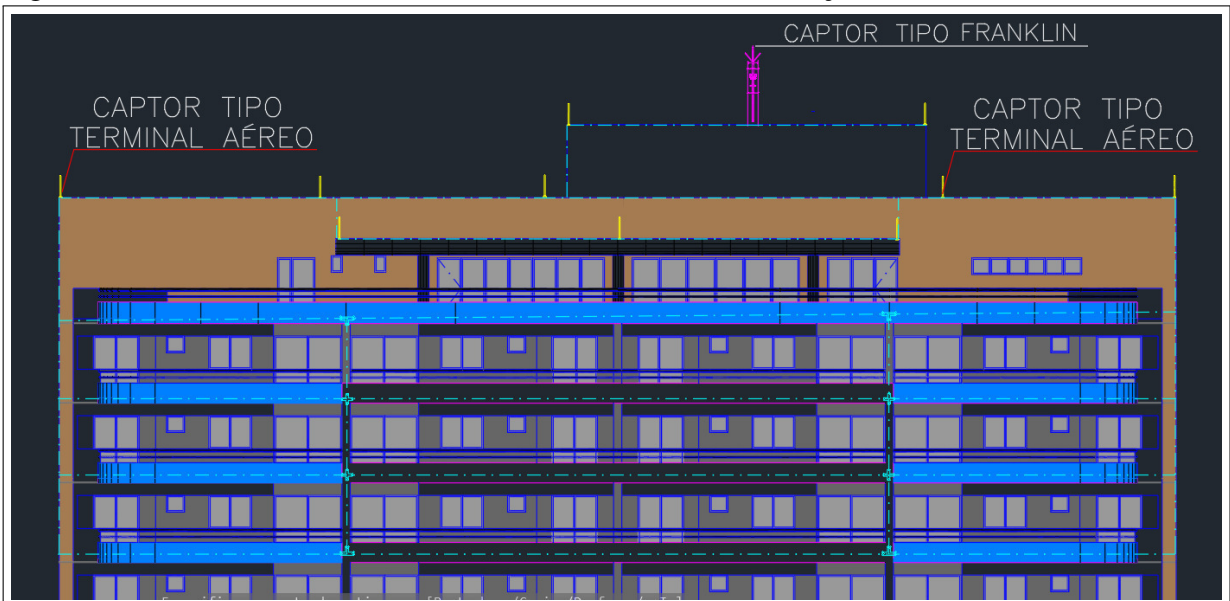 CAPTOR TIPO FRANKLIN
CAPTOR TIPO
TERMINAL AÉREO
CAPTOR TIPO
TERMINAL AÉREO